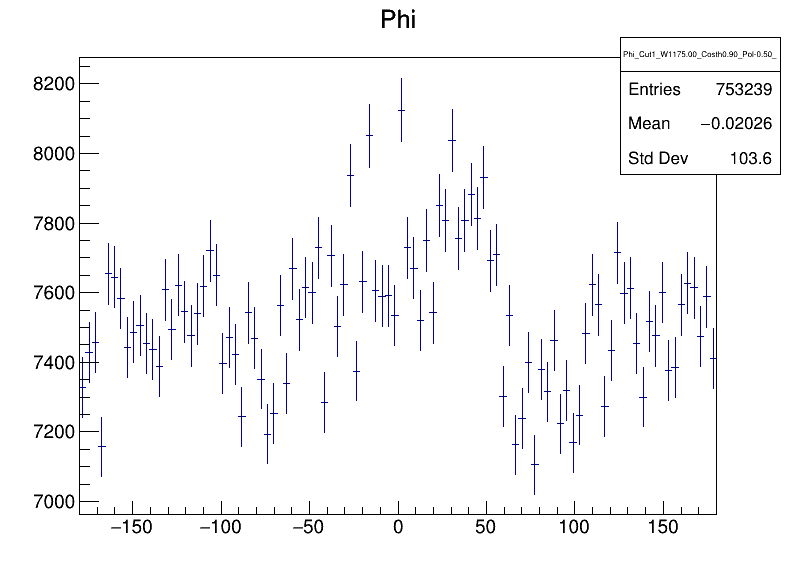 Phi
Phi_Cut1_W1175.00_Costh0.90_Pol-0.50_
Entries 753239
Mean −0.02026
Std Dev 103.6
8200
8000
7800
7600
7400
7200
7000
−150 −100 −50 0 50 100 150